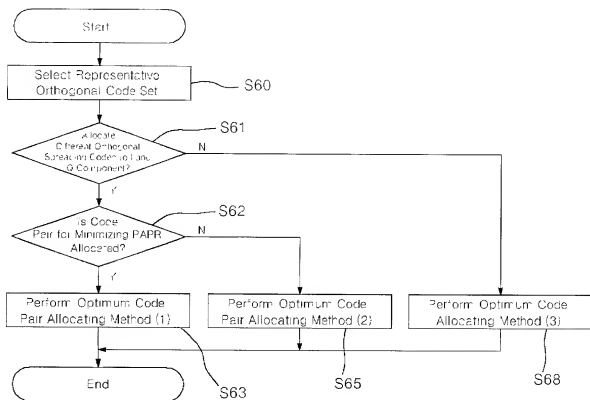 Start
Select Representative
Orthogonal Code Set
S60
Allocate
Different Orthogonal
Spreading Codes to I and
Q Component?
S61
N
Y
Is Code
Pair for Minimizing PAPR
Allocated?
S62
N
Y
Perform Optimum Code
Pair Allocating Method (1)
Perform Optimum Code
Pair Allocating Method (2)
Perform Optimum Code
Allocating Method (3)
S63
S65
S68
End